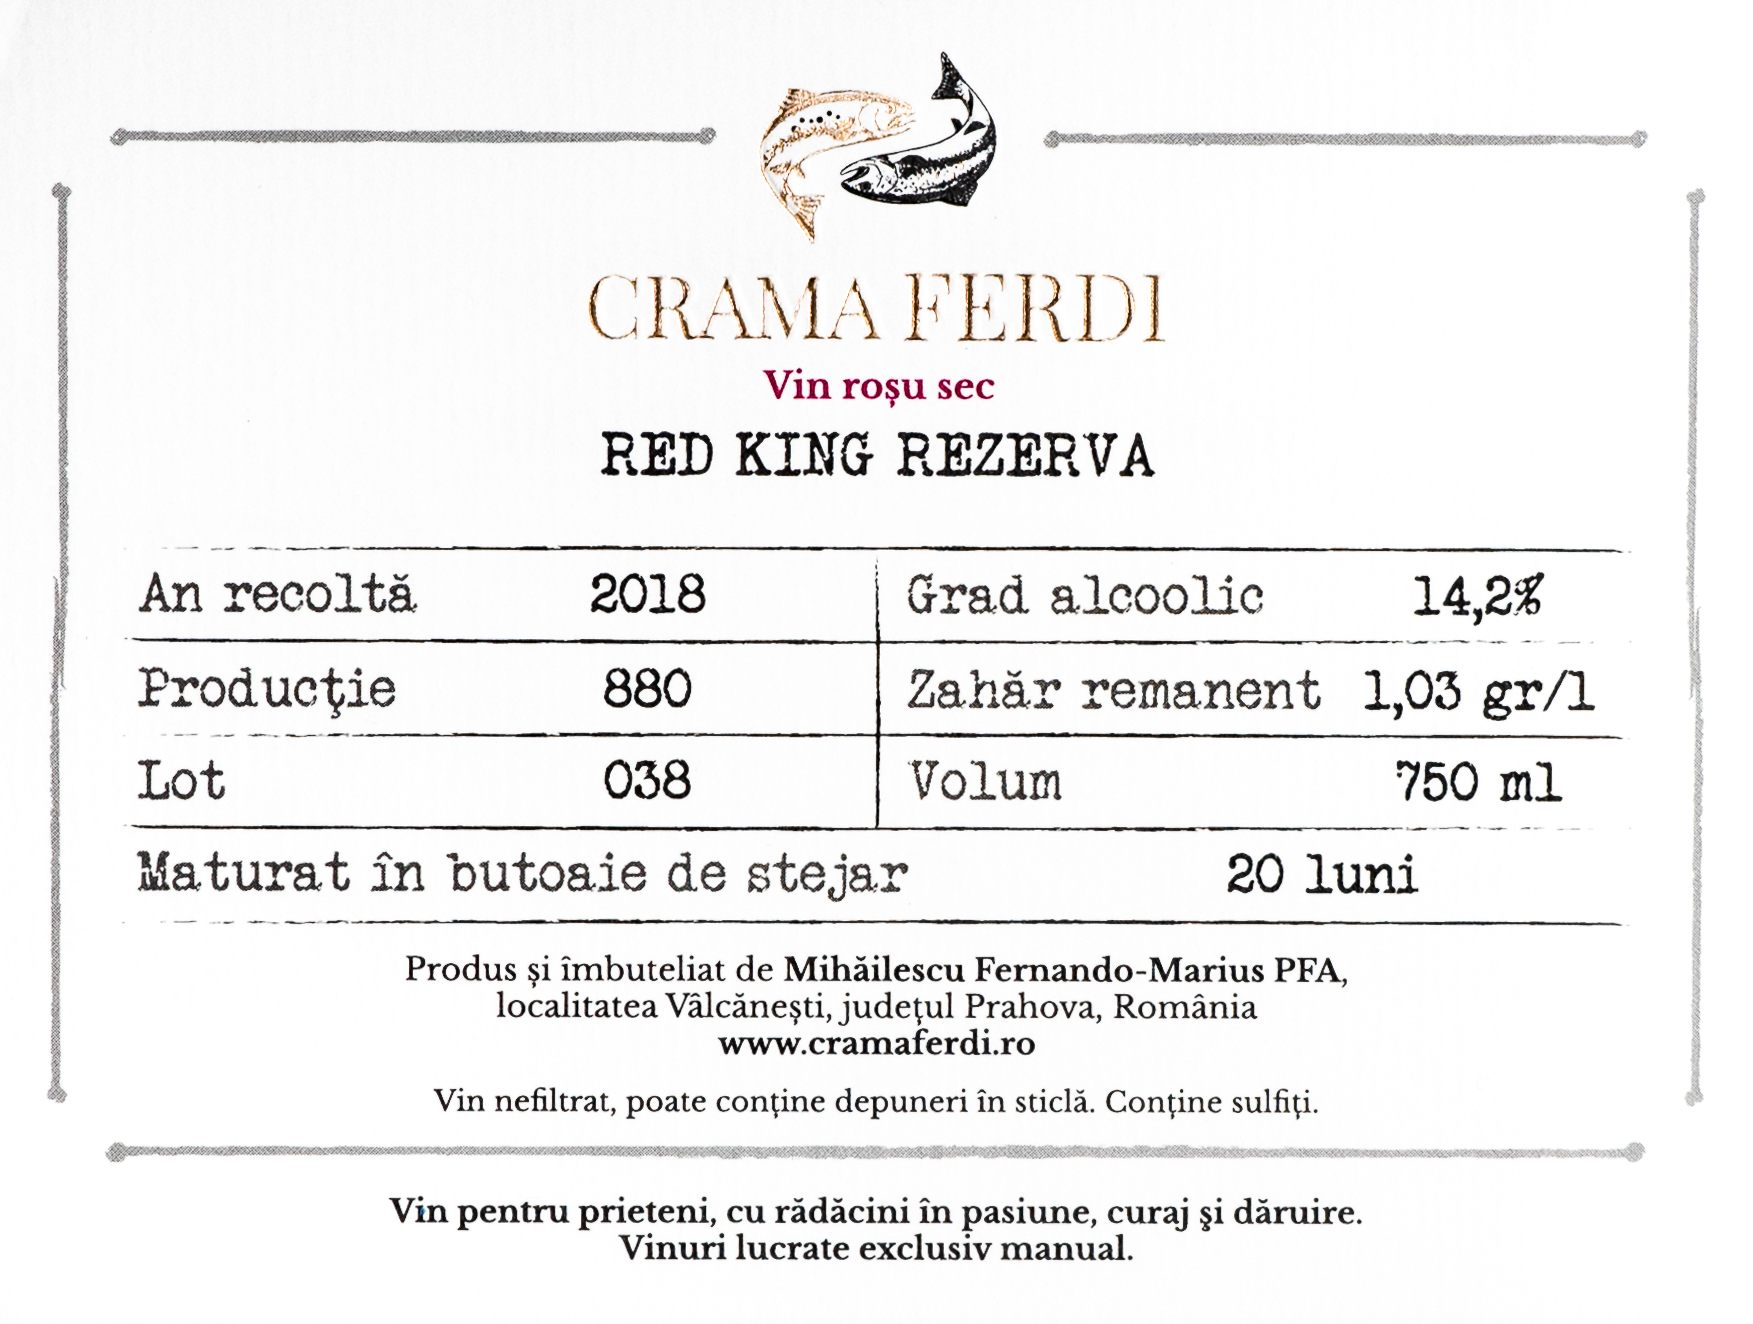 CRAMA FERDI
Vin roșu sec
RED KING REZERVA
An recoltă 2018 Grad alcoolic 14,2%
Producţie 880 Zahăr remanent 1,03 gr/l
Lot 038 Volum 750 ml
Maturat în butoaie de stejar 20 luni
Produs și îmbuteliat de Mihăilescu Fernando-Marius PFA,
localitatea Vâlcănești, județul Prahova, România
www.cramaferdi.ro
Vin nefiltrat, poate conține depuneri în sticlă. Conține sulfiți.
Vin pentru prieteni, cu rădăcini în pasiune, curaj şi dăruire.
Vinuri lucrate exclusiv manual.